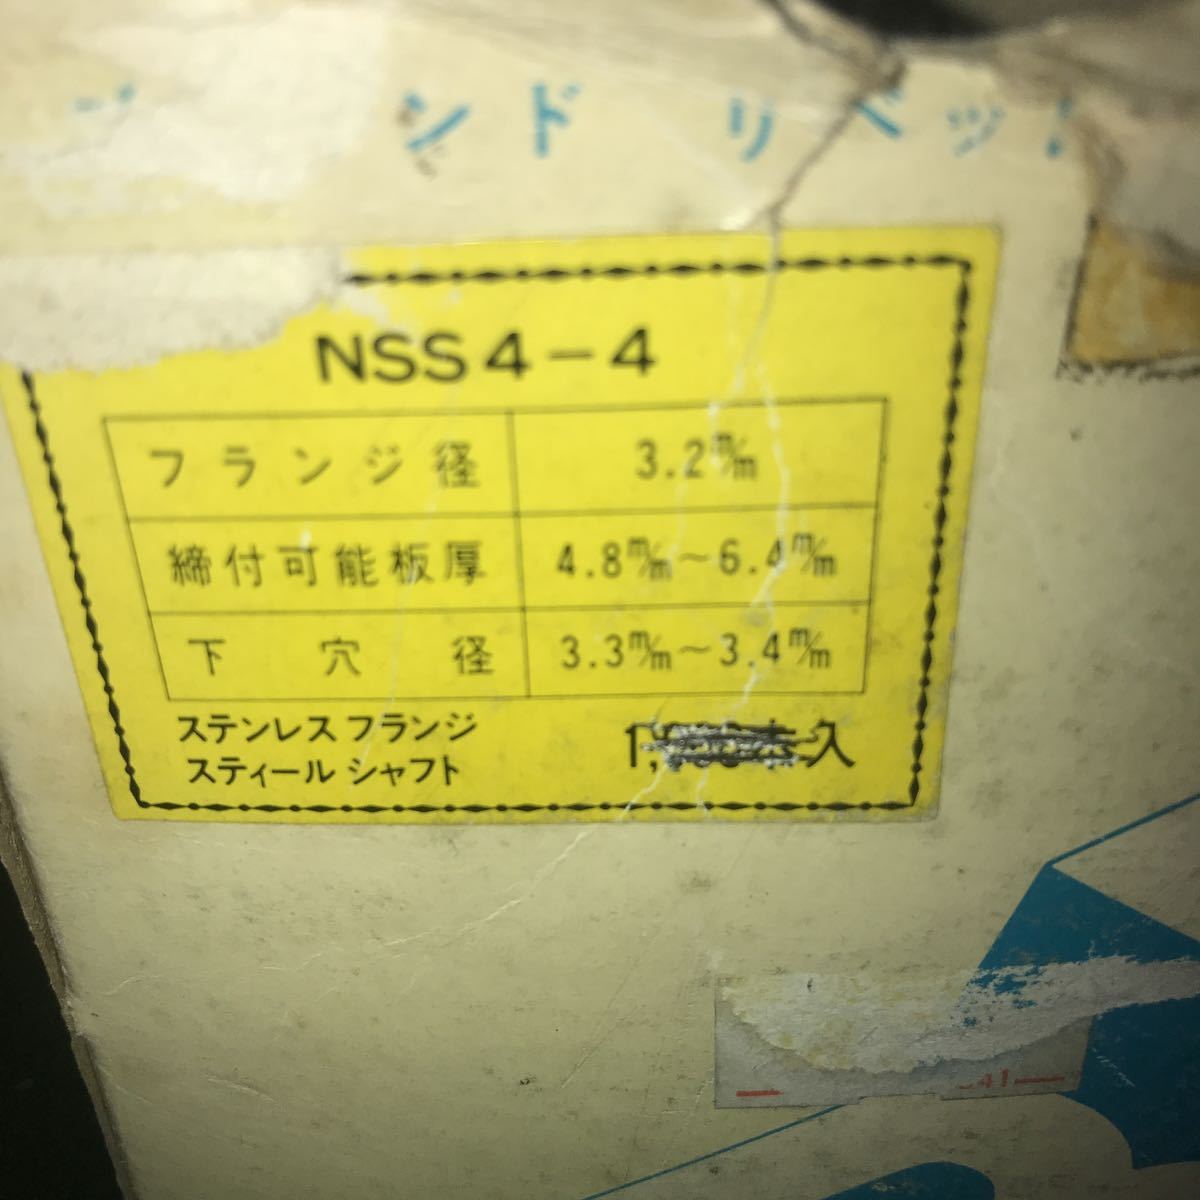 ンド リベッ
NSS4-4
フランジ径 3.2m/m
締付可能板厚 4.8m/m~6.4m/m
下穴径 3.3m/m~3.4m/m
ステンレス フランジ
スティール シャフト
入
41